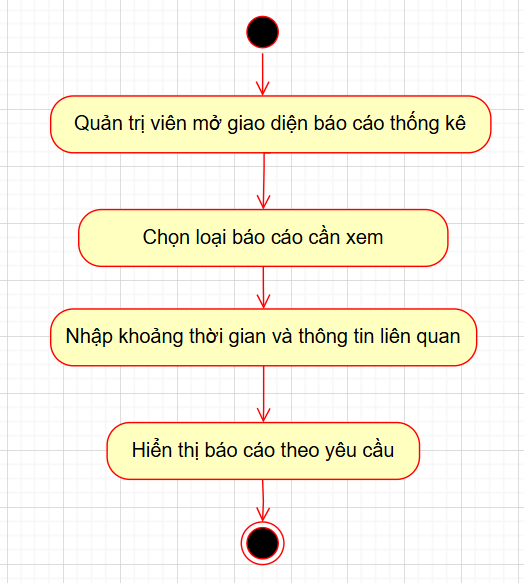 Quản trị viên mở giao diện báo cáo thống kê
Chọn loại báo cáo cần xem
Nhập khoảng thời gian và thông tin liên quan
Hiển thị báo cáo theo yêu cầu